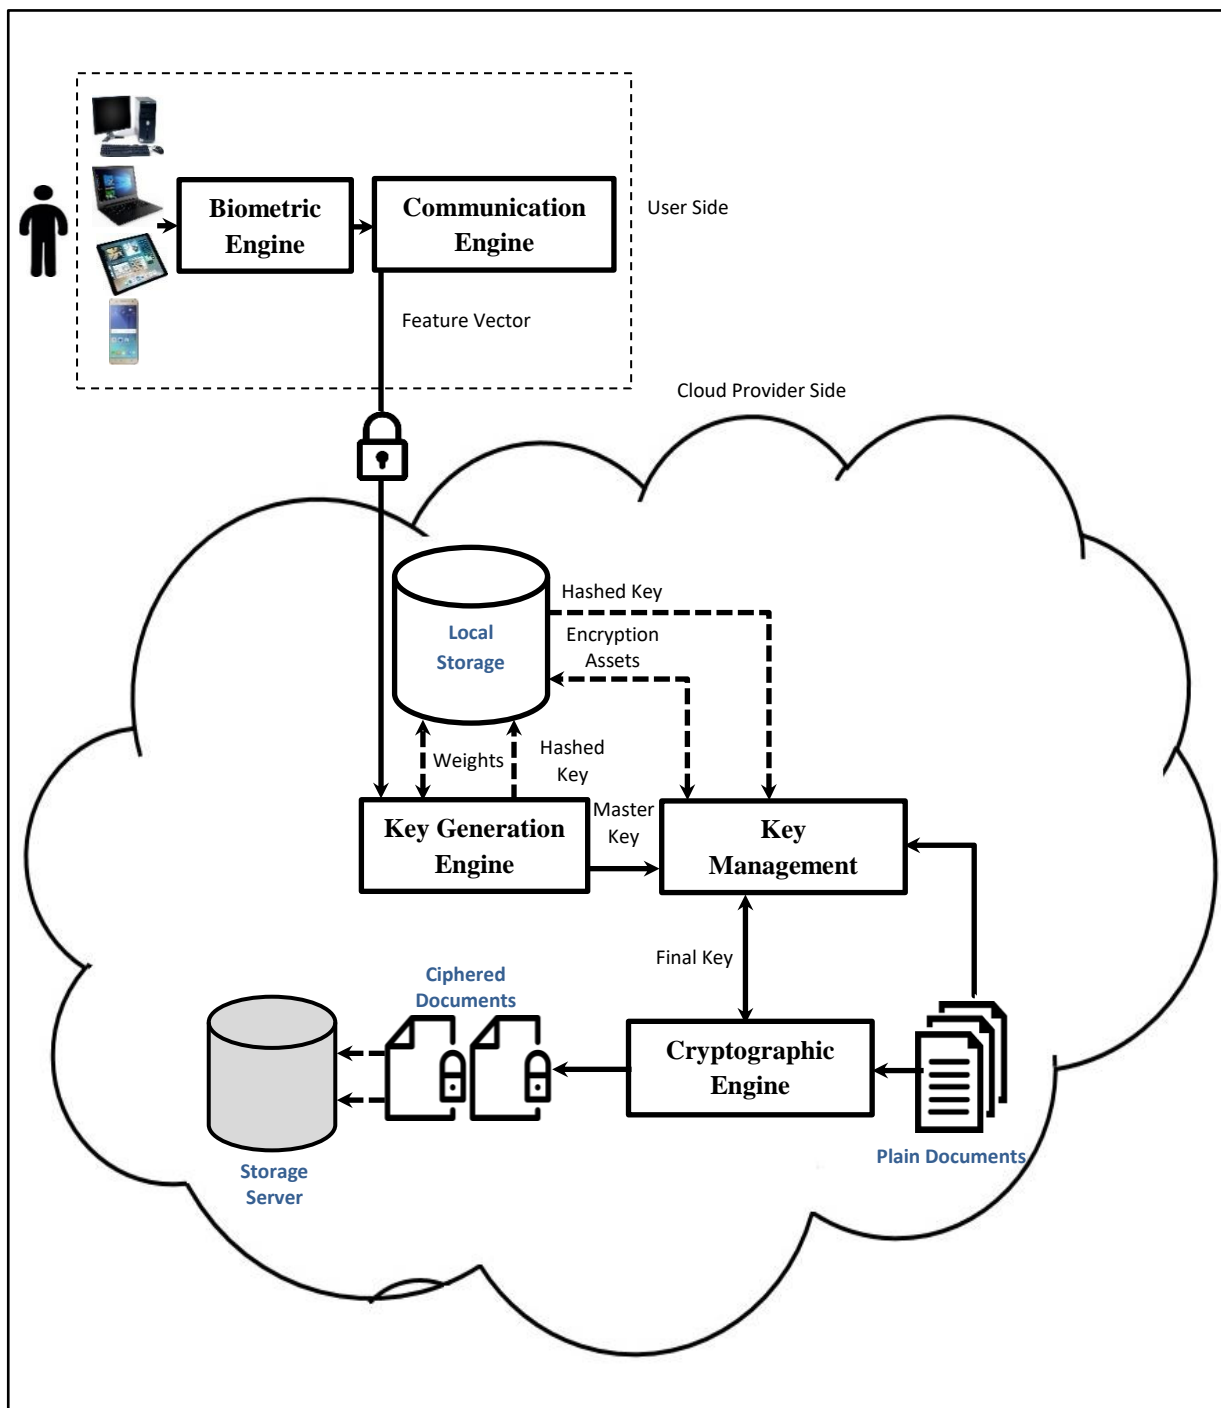 Biometric
Engine
Communication
Engine
User Side
Feature Vector
Cloud Provider Side
Local
Storage
Hashed Key
Encryption
Assets
Weights
Hashed
Key
Key Generation
Engine
Master
Key
Key
Management
Final Key
Ciphered
Documents
Cryptographic
Engine
Storage
Server
Plain Documents